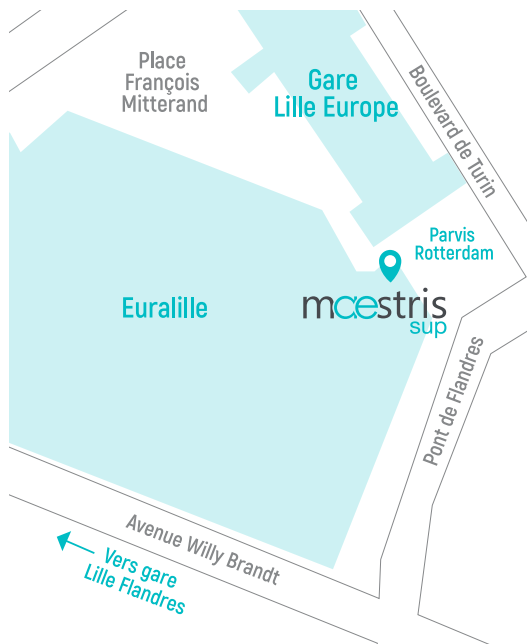 Place
François
Mitterand
Gare
Lille Europe
Boulevard de Turin
Parvis
Rotterdam
Euralille
mæstris
sup
Pont de Flandres
Avenue Willy Brandt
Vers gare
Lille Flandres